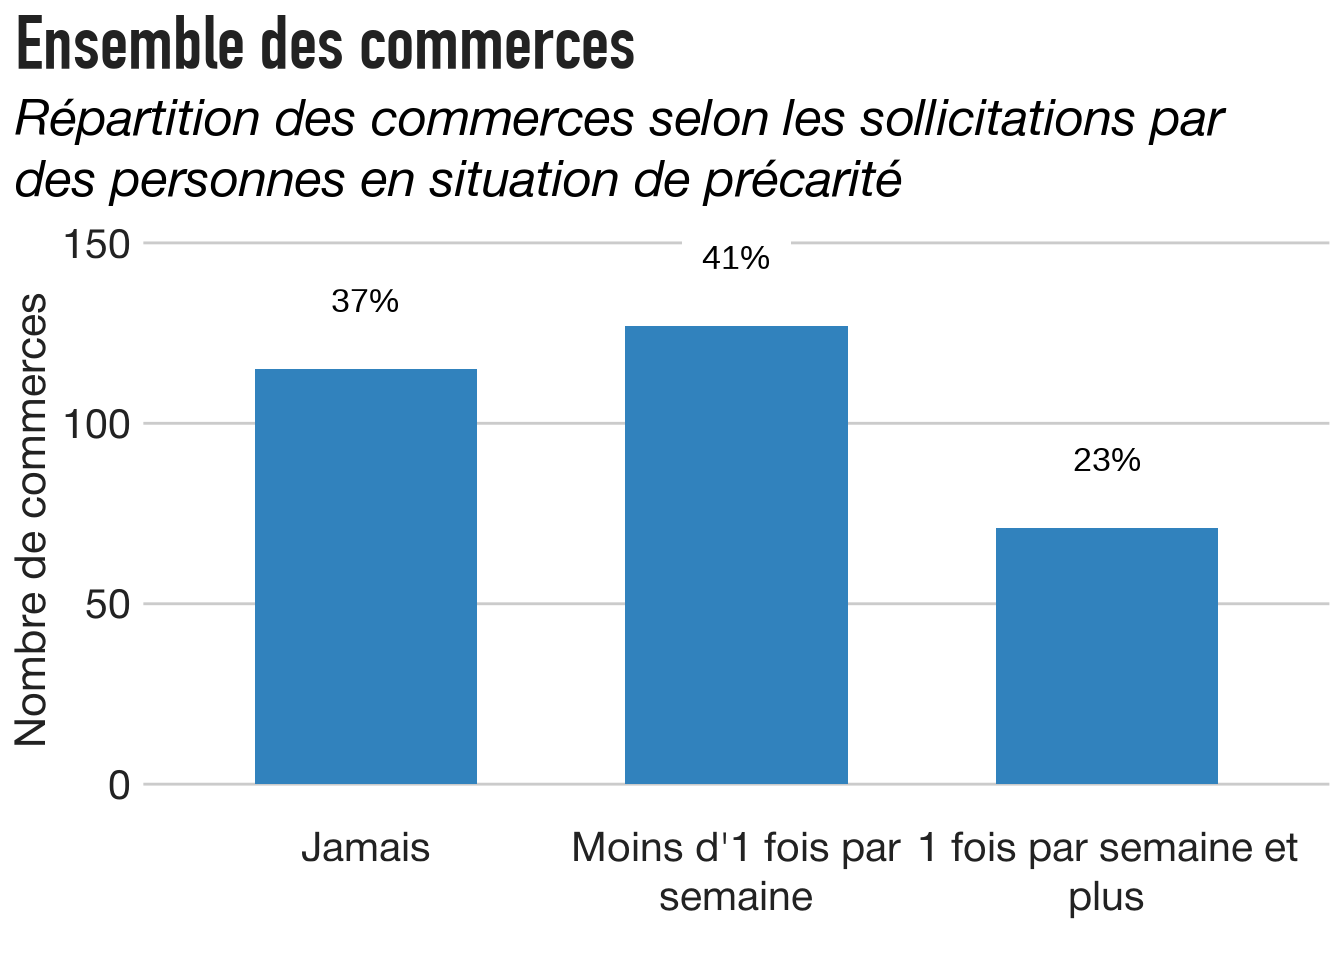 Ensemble des commerces
Répartition des commerces selon les sollicitations par
des personnes en situation de précarité
150
41%
37%
Nombre de commerces
100
23%
50
0
Jamais
Moins d'1 fois par
semaine
1 fois par semaine et
plus